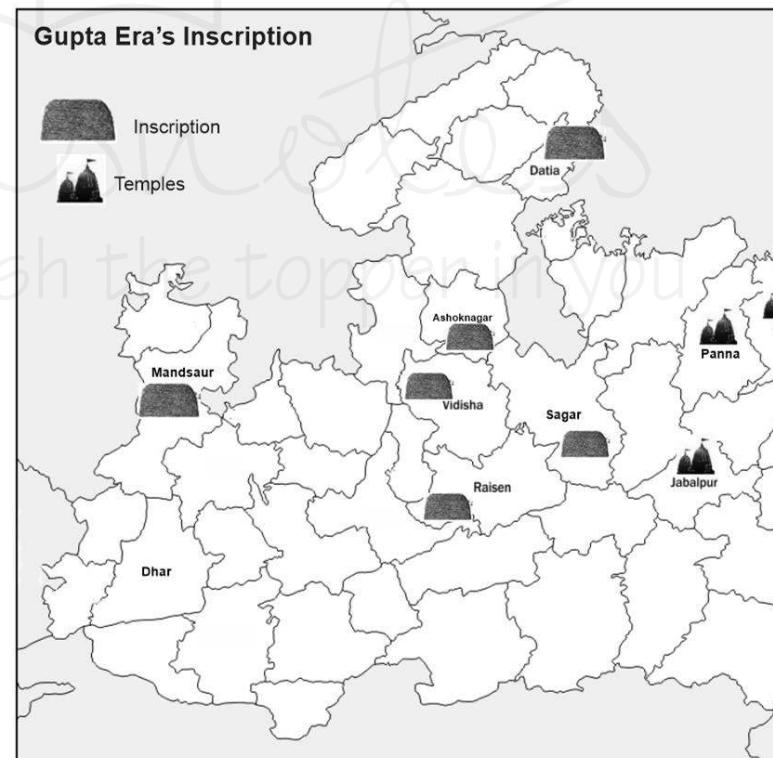 Gupta Era's Inscription
Inscription
Temples
Datia
Ashoknagar
Panna
Mandsaur
Vidisha
Sagar
Jabalpur
Raisen
Dhar